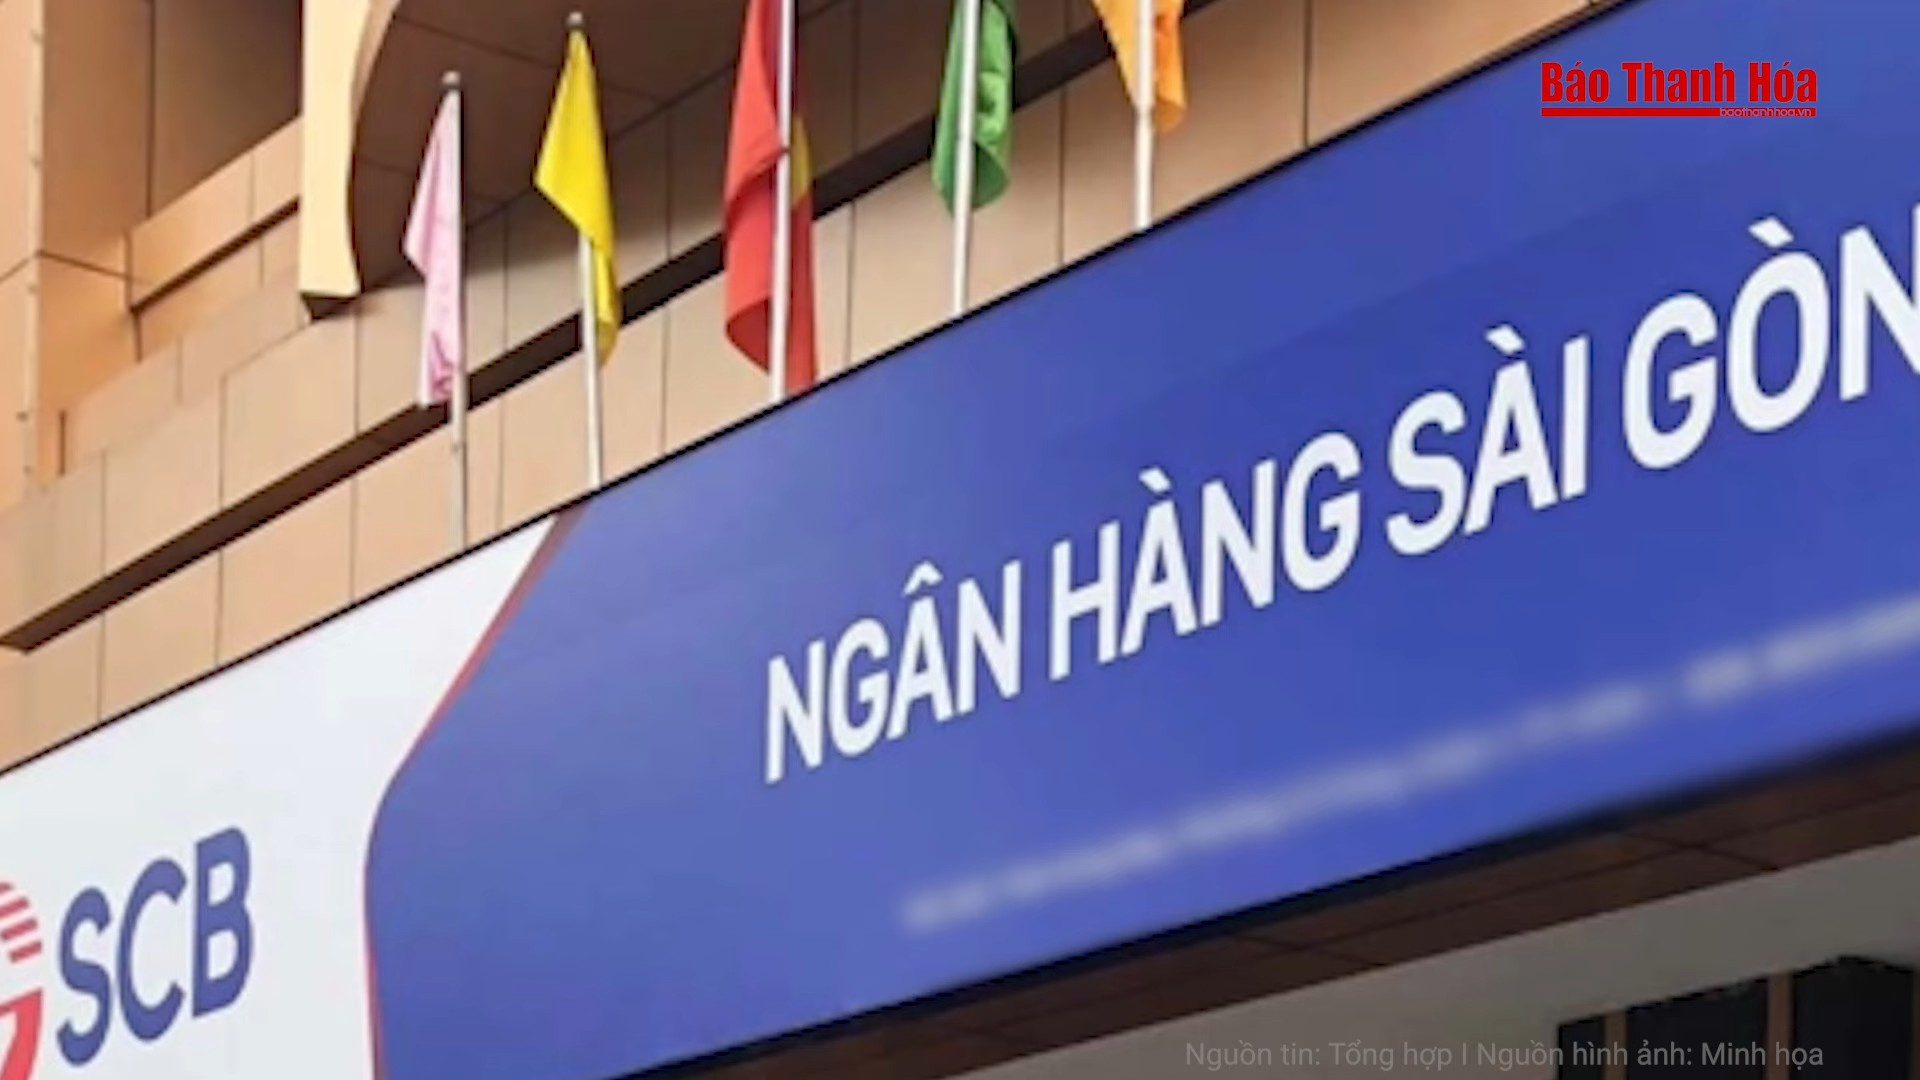 Báo Thanh Hóa
baothanhhoa.vn
NGÂN HÀNG SÀI GÒN
SCB
Nguồn tin: Tổng hợp I Nguồn hình ảnh: Minh họa